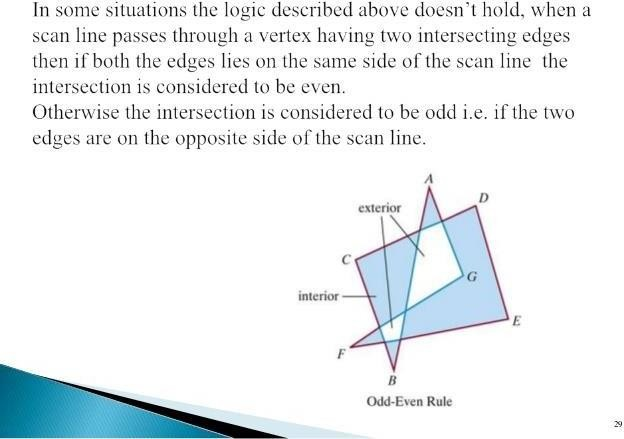 In some situations the logic described above doesn’t hold, when a
scan line passes through a vertex having two intersecting edges
then if both the edges lies on the same side of the scan line the
intersection is considered to be even.
Otherwise the intersection is considered to be odd i.e. if the two
edges are on the opposite side of the scan line.
A
D
exterior
C
G
interior
E
F
B
Odd-Even Rule
29